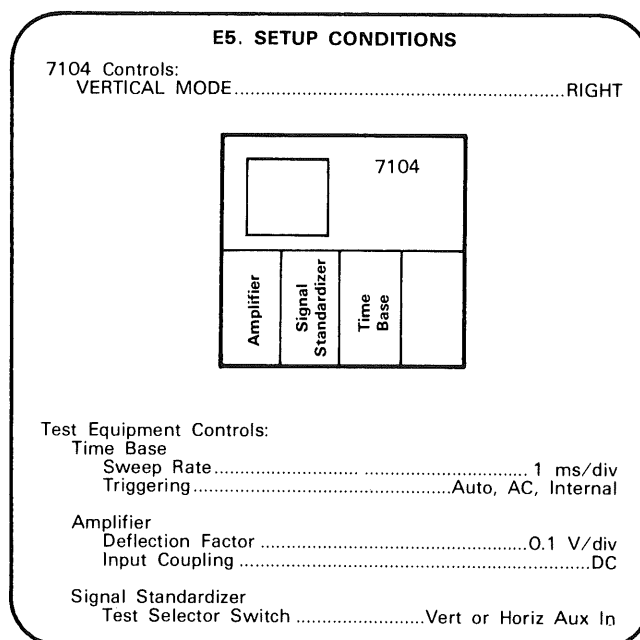 E5. SETUP CONDITIONS
7104 Controls:
VERTICAL MODE..........................................................RIGHT
7104
Amplifier
Signal
Standardizer
Time
Base
Test Equipment Controls:
Time Base
Sweep Rate......................... ............................ 1 ms/div
Triggering.............................................Auto, AC, Internal
Amplifier
Deflection Factor ...............................................0.1 V/div
Input Coupling ..............................................................DC
Signal Standardizer
Test Selector Switch .......................Vert or Horiz Aux In